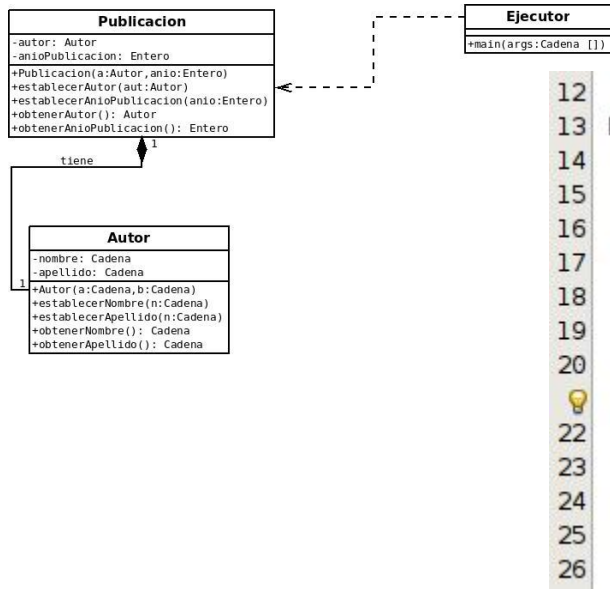 Publicacion
-autor: Autor
-anioPublicacion: Entero
+Publicacion(a:Autor,anio:Entero)
+establecerAutor(aut:Autor)
+establecerAnioPublicacion(anio:Entero)
+obtenerAutor(): Autor
+obtenerAnioPublicacion(): Entero
1
tiene
1
Autor
-nombre: Cadena
-apellido: Cadena
+Autor(a:Cadena,b:Cadena)
+establecerNombre(n:Cadena)
+establecerApellido(n:Cadena)
+obtenerNombre(): Cadena
+obtenerApellido(): Cadena
Ejecutor
+main(args:Cadena [])
12
13
14
15
16
17
18
19
20
22
23
24
25
26